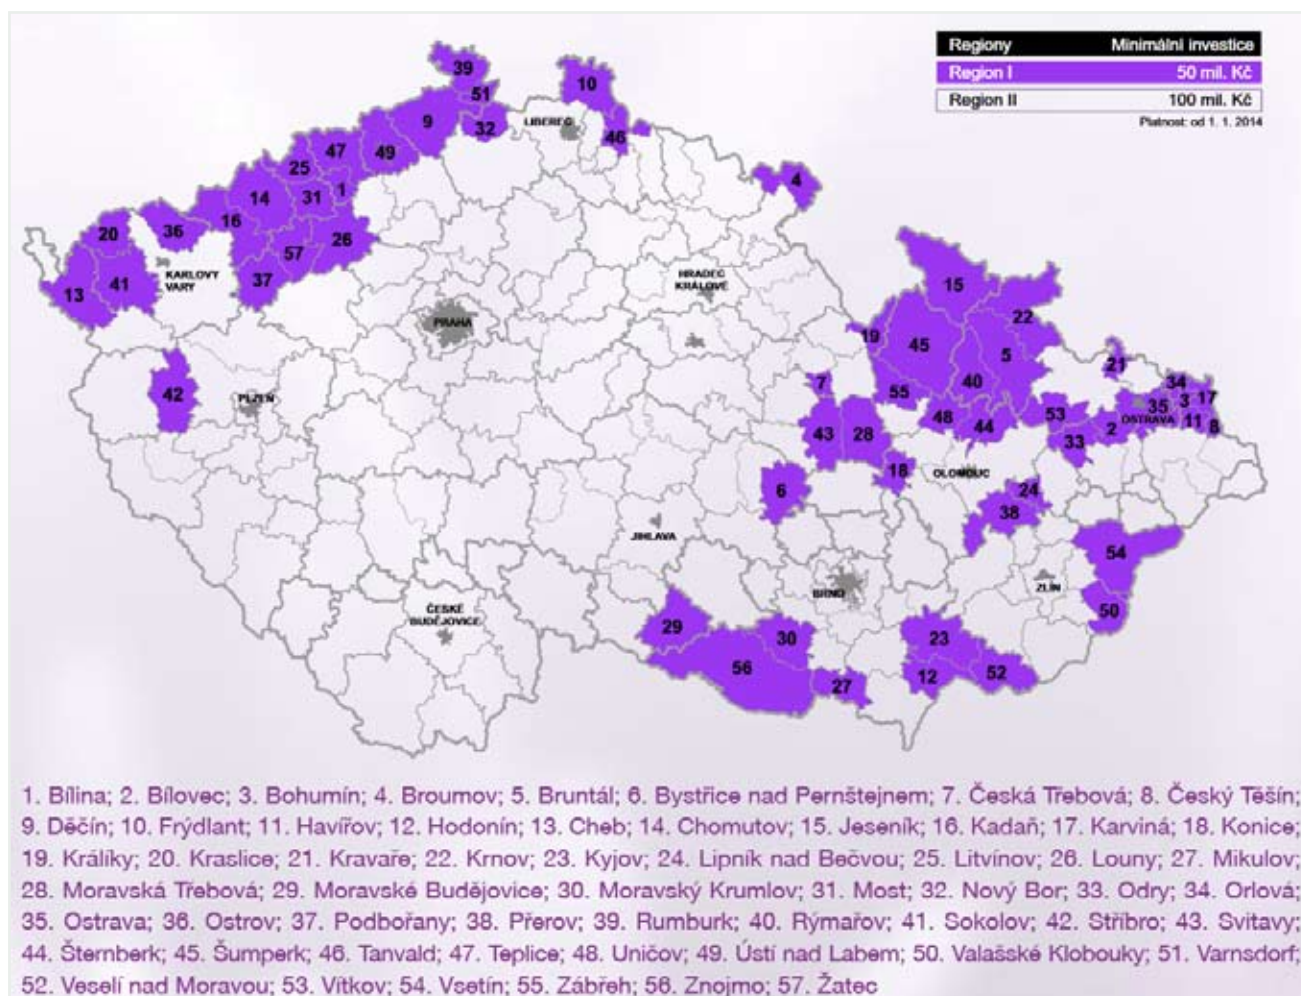 Regiony Minimální investice
Region I 50 mil. Kč
Region II 100 mil. Kč
Platnost: od 1. 1. 2014
39
10
51
9
32
LIBEREC
46
47
49
25
4
14
31
1
16
20
36
26
57
KARLOVY
VARY
41
37
13
HRADEC
KRÁLOVÉ
15
PRAHA
22
19
45
5
21
42
PLZEŇ
7
55
40
34
17
35
3
OSTRAVA
53
48
44
2
11
8
43
28
33
18
OLOMOUC
6
24
38
JIHLAVA
54
BRNO
ZLÍN
ČESKÉ
BUDĚJOVICE
50
29
30
23
56
12
52
27
1. Bílina; 2. Bílovec; 3. Bohumín; 4. Broumov; 5. Bruntál; 6. Bystřice nad Pernštejnem; 7. Česká Třebová; 8. Český Těšín;
9. Děčín; 10. Frýdlant; 11. Havířov; 12. Hodonín; 13. Cheb; 14. Chomutov; 15. Jeseník; 16. Kadaň; 17. Karviná; 18. Konice;
19. Králíky; 20. Kraslice; 21. Kravaře; 22. Krnov; 23. Kyjov; 24. Lipník nad Bečvou; 25. Litvínov; 26. Louny; 27. Mikulov;
28. Moravská Třebová; 29. Moravské Budějovice; 30. Moravský Krumlov; 31. Most; 32. Nový Bor; 33. Odry; 34. Orlová;
35. Ostrava; 36. Ostrov; 37. Podbořany; 38. Přerov; 39. Rumburk; 40. Rýmařov; 41. Sokolov; 42. Stříbro; 43. Svitavy;
44. Šternberk; 45. Šumperk; 46. Tanvald; 47. Teplice; 48. Uničov; 49. Ústí nad Labem; 50. Valašské Klobouky; 51. Varnsdorf;
52. Veselí nad Moravou; 53. Vítkov; 54. Vsetín; 55. Zábřeh; 56. Znojmo; 57. Žatec